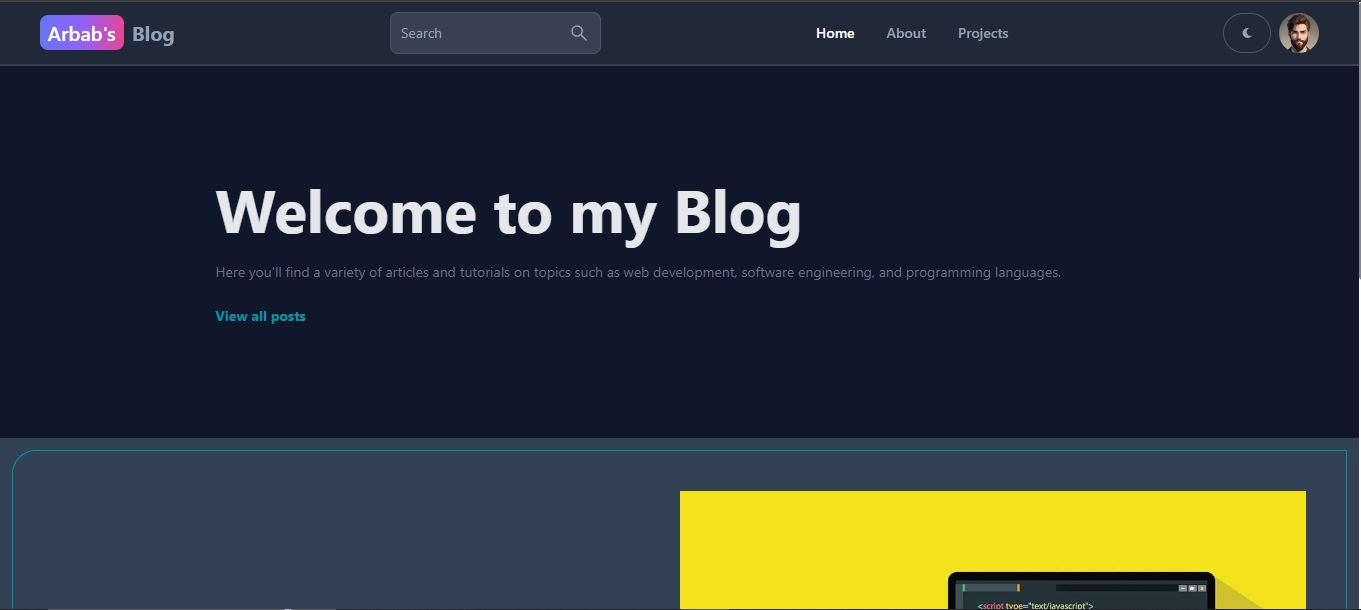 Arbab's Blog
Search
Home About Projects
Welcome to my Blog
Here you'll find a variety of articles and tutorials on topics such as web development, software engineering, and programming languages.
View all posts
<script type="text/javascript">